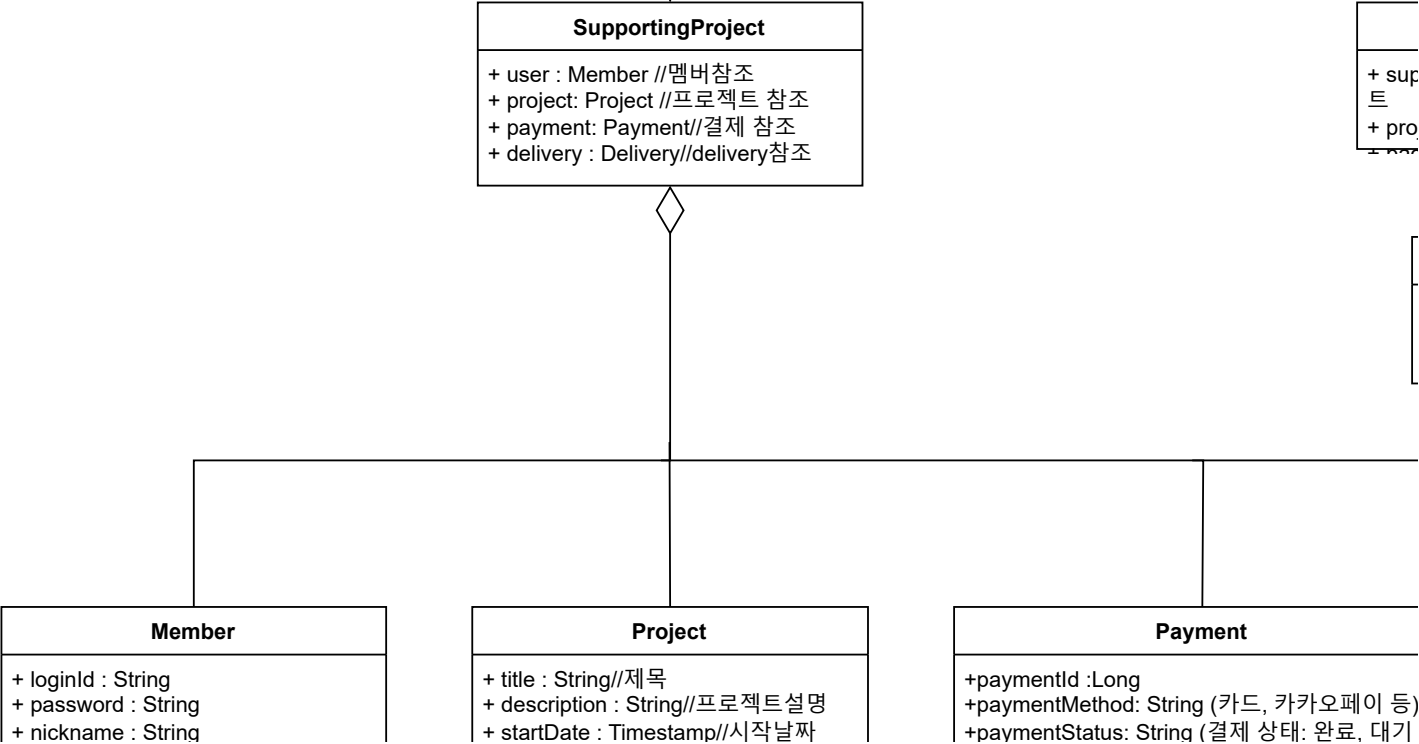 SupportingProject
+ user : Member //멤버참조
+ project: Project //프로젝트 참조
+ payment: Payment//결제 참조
+ delivery : Delivery//delivery참조
+ sup
트
+ pro
Member
+ loginId : String
+ password : String
+ nickname : String
Project
+ title : String//제목
+ description : String//프로젝트설명
+ startDate : Timestamp//시작날짜
Payment
+paymentId :Long
+paymentMethod: String (카드, 카카오페이 등)
+paymentStatus: String (결제 상태: 완료, 대기